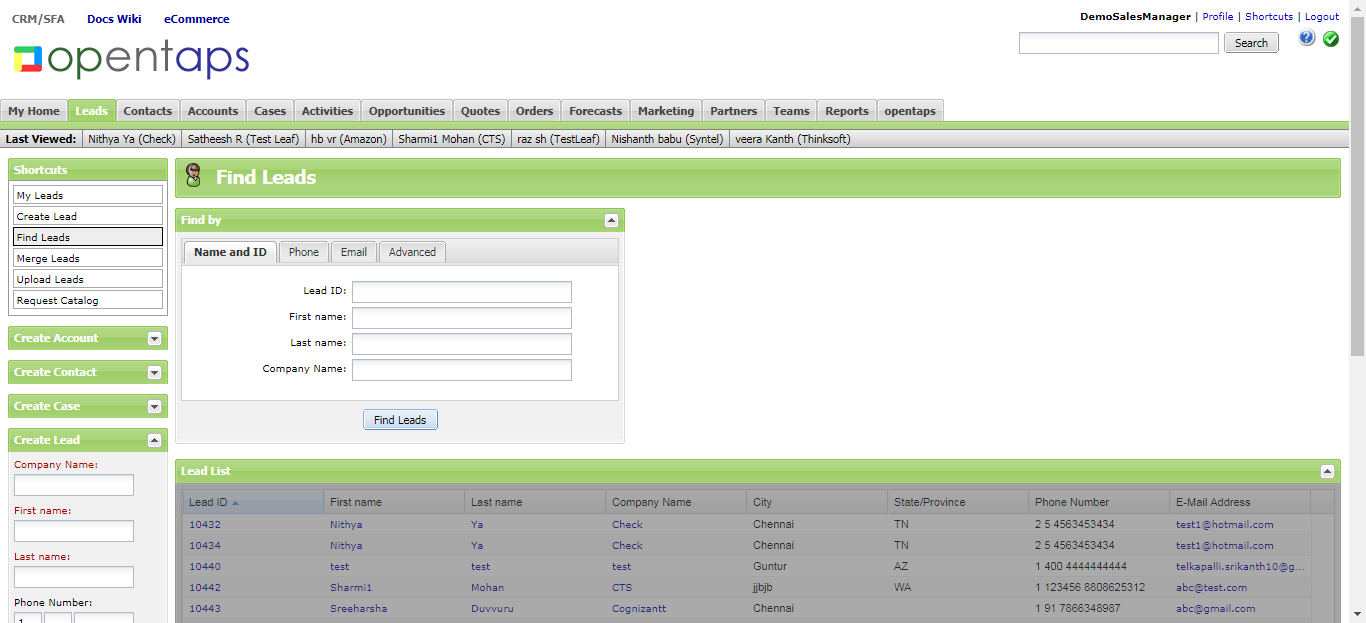 CRM/SFA Docs Wiki eCommerce
DemoSalesManager | Profile | Shortcuts | Logout
opentaps
Search
My Home Leads Contacts Accounts Cases Activities Opportunities Quotes Orders Forecasts Marketing Partners Teams Reports opentaps
Last Viewed: Nithya Ya (Check) Satheesh R (Test Leaf) hb vr (Amazon) Sharmi1 Mohan (CTS) raz sh (TestLeaf) Nishanth babu (Syntel) veera Kanth (Thinksoft)
Shortcuts
My Leads
Create Lead
Find Leads
Merge Leads
Upload Leads
Request Catalog
Create Account
Create Contact
Create Case
Create Lead
Company Name:
First name:
Last name:
Phone Number:
1
Find Leads
Find by
Name and ID Phone Email Advanced
Lead ID:
First name:
Last name:
Company Name:
Find Leads
Lead List
Lead ID First name Last name Company Name City State/Province Phone Number E-Mail Address
10432 Nithya Ya Check Chennai TN 2 5 4563453434 test1@hotmail.com
10434 Nithya Ya Check Chennai TN 2 5 4563453434 test1@hotmail.com
10440 test test test Guntur AZ 1 400 4444444444 telkapalli.srikanth10@g...
10442 Sharmi1 Mohan CTS jjbjb WA 1 123456 8808625312 abc@test.com
10443 Sreeharsha Duvvuru Cognizantt Chennai 1 91 7866348987 abc@gmail.com